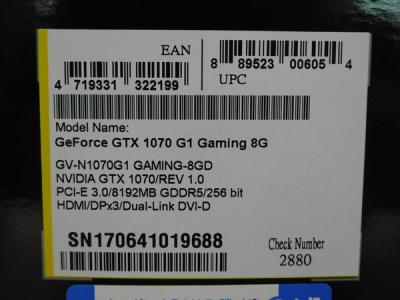 EAN
4 719331 322199
8 89523 00605 4
UPC
Model Name:
GeForce GTX 1070 G1 Gaming 8G
GV-N1070G1 GAMING-8GD
NVIDIA GTX 1070/REV 1.0
PCI-E 3.0/8192MB GDDR5/256 bit
HDMI/DPx3/Dual-Link DVI-D
SN170641019688
Check Number
2880